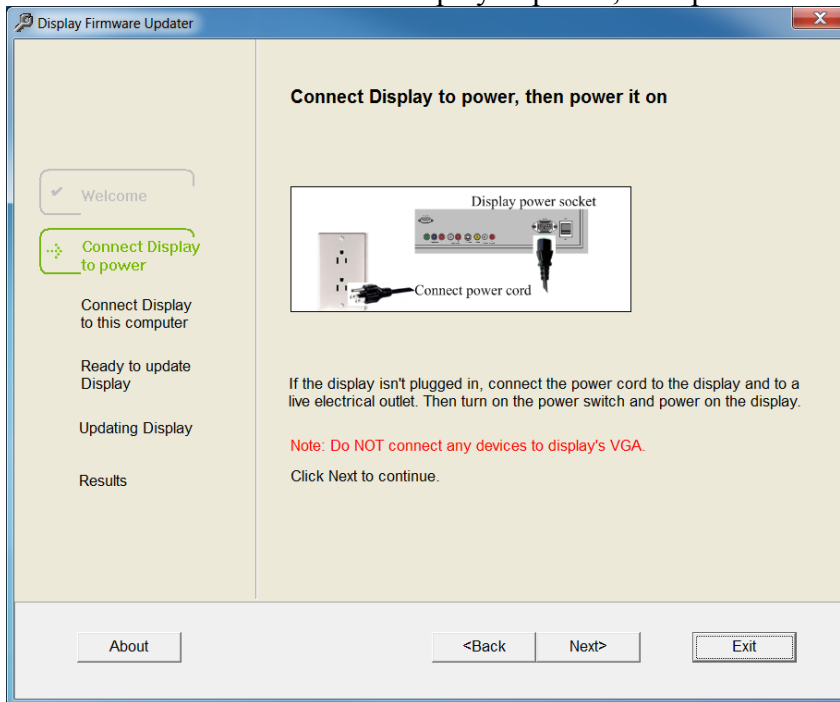 Display Firmware Updater
Connect Display to power, then power it on
Welcome
Connect Display
to power
Connect Display
to this computer
Ready to update
Display
Updating Display
Results
Display power socket
Connect power cord
If the display isn't plugged in, connect the power cord to the display and to a
live electrical outlet. Then turn on the power switch and power on the display.
Note: Do NOT connect any devices to display's VGA.
Click Next to continue.
About
<Back
Next>
Exit